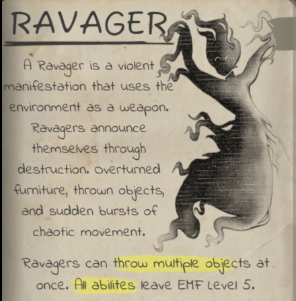 RAVAGER
A Ravager is a violent
manifestation that uses the
environment as a weapon.
Ravagers announce
themselves through
destruction. Overturned
furniture, thrown objects,
and sudden bursts of
chaotic movement.
Ravagers can throw multiple objects at
once. All abilites leave EMF Level 5.